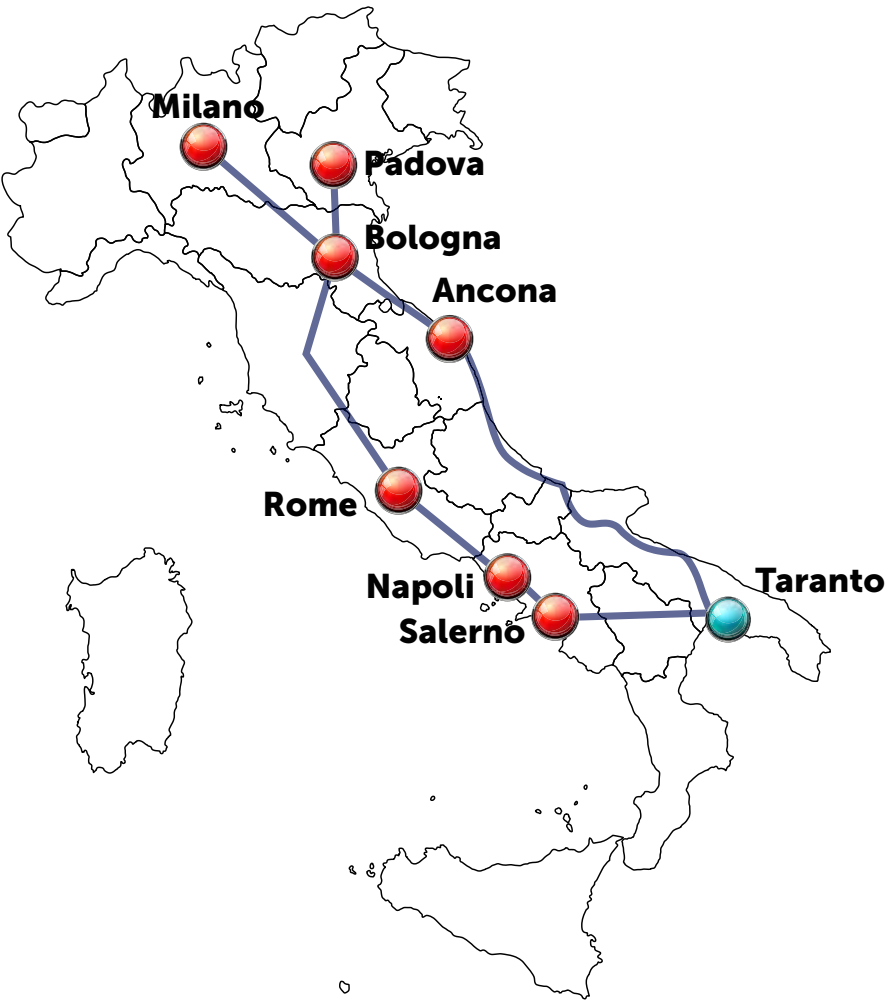 Milano
Padova
Bologna
Ancona
Rome
Napoli
Taranto
Salerno